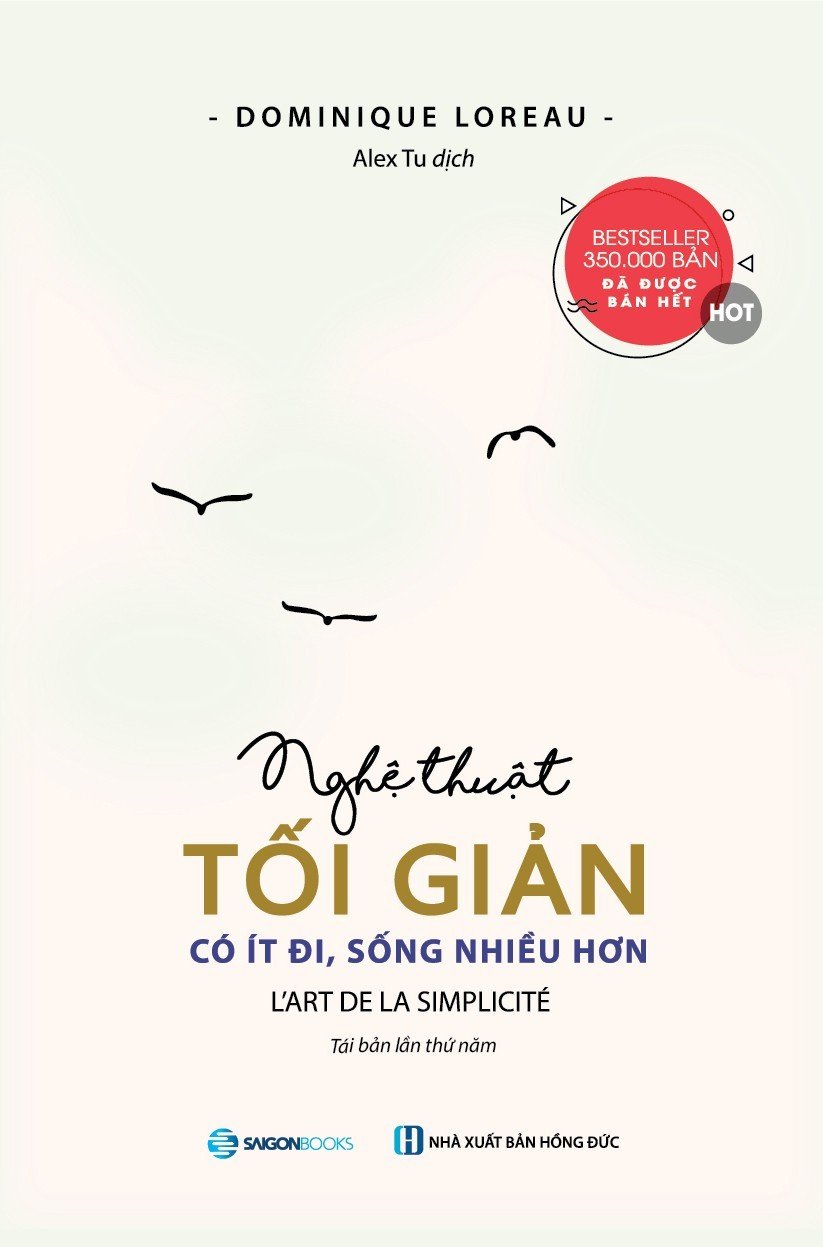 - DOMINIQUE LOREAU -
Alex Tu dịch
BESTSELLER
350.000 BẢN
ĐÃ ĐƯỢC
BÁN HẾT
HOT
Nghệ thuật
TỐI GIẢN
CÓ ÍT ĐI, SỐNG NHIỀU HƠN
L'ART DE LA SIMPLICITÉ
Tái bản lần thứ năm
SAIGONBOOKS
NHÀ XUẤT BẢN HỒNG ĐỨC